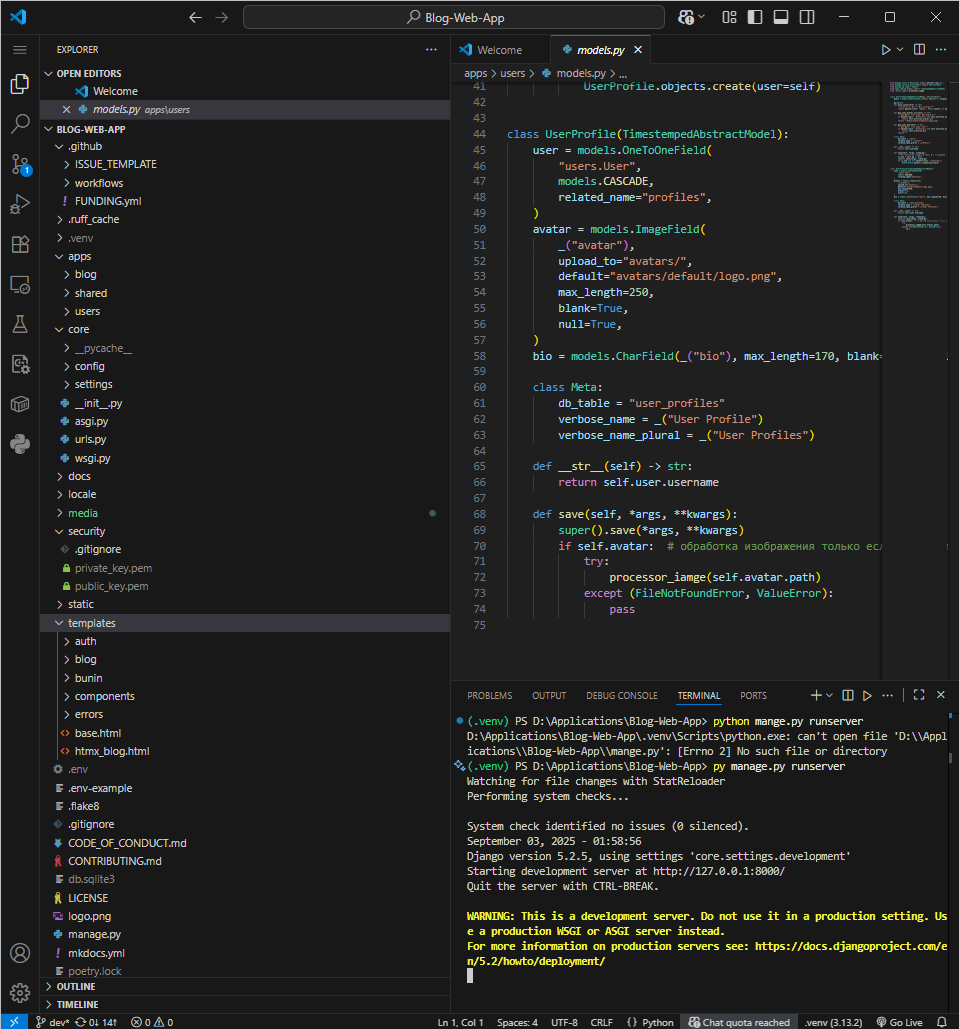 Blog-Web-App
EXPLORER
OPEN EDITORS
Welcome
models.py apps\users
BLOG-WEB-APP
.github
ISSUE_TEMPLATE
workflows
! FUNDING.yml
.ruff_cache
.venv
apps
blog
shared
users
core
__pycache__
config
settings
__init__.py
asgi.py
urls.py
wsgi.py
docs
locale
media
security
.gitignore
private_key.pem
public_key.pem
static
templates
auth
blog
bunin
components
errors
base.html
htmx_blog.html
.env
.env-example
.flake8
.gitignore
CODE_OF_CONDUCT.md
CONTRIBUTING.md
db.sqlite3
LICENSE
logo.png
manage.py
! mkdocs.yml
poetry.lock
OUTLINE
TIMELINE
1
Welcome
models.py
apps > users > models.py > ...
41 UserProfile.objects.create(user=self)
42
43
44 class UserProfile(TimestempedAbstractModel):
45 user = models.OneToOneField(
46 "users.User",
47 models.CASCADE,
48 related_name="profiles",
49 )
50 avatar = models.ImageField(
51 _("avatar"),
52 upload_to="avatars/",
53 default="avatars/default/logo.png",
54 max_length=250,
55 blank=True,
56 null=True,
57 )
58 bio = models.CharField(_("bio"), max_length=170, blank=
59
60 class Meta:
61 db_table = "user_profiles"
62 verbose_name = _("User Profile")
63 verbose_name_plural = _("User Profiles")
64
65 def __str__(self) -> str:
66 return self.user.username
67
68 def save(self, *args, **kwargs):
69 super().save(*args, **kwargs)
70 if self.avatar: # обработка изображения только есл
71 try:
72 processor_iamge(self.avatar.path)
73 except (FileNotFoundError, ValueError):
74 pass
75
PROBLEMS OUTPUT DEBUG CONSOLE TERMINAL PORTS
(.venv) PS D:\Applications\Blog-Web-App> python mange.py runserver
D:\Applications\Blog-Web-App\.venv\Scripts\python.exe: can't open file 'D:\\Appl
ications\\Blog-Web-App\\mange.py': [Errno 2] No such file or directory
(.venv) PS D:\Applications\Blog-Web-App> py manage.py runserver
Watching for file changes with StatReloader
Performing system checks...
System check identified no issues (0 silenced).
September 03, 2025 - 01:58:56
Django version 5.2.5, using settings 'core.settings.development'
Starting development server at http://127.0.0.1:8000/
Quit the server with CTRL-BREAK.
WARNING: This is a development server. Do not use it in a production setting. Us
e a production WSGI or ASGI server instead.
For more information on production servers see: https://docs.djangoproject.com/e
n/5.2/howto/deployment/
dev* 0↓ 14↑ 0 0 Ln 1, Col 1 Spaces: 4 UTF-8 CRLF {} Python Chat quota reached .venv (3.13.2) Go Live